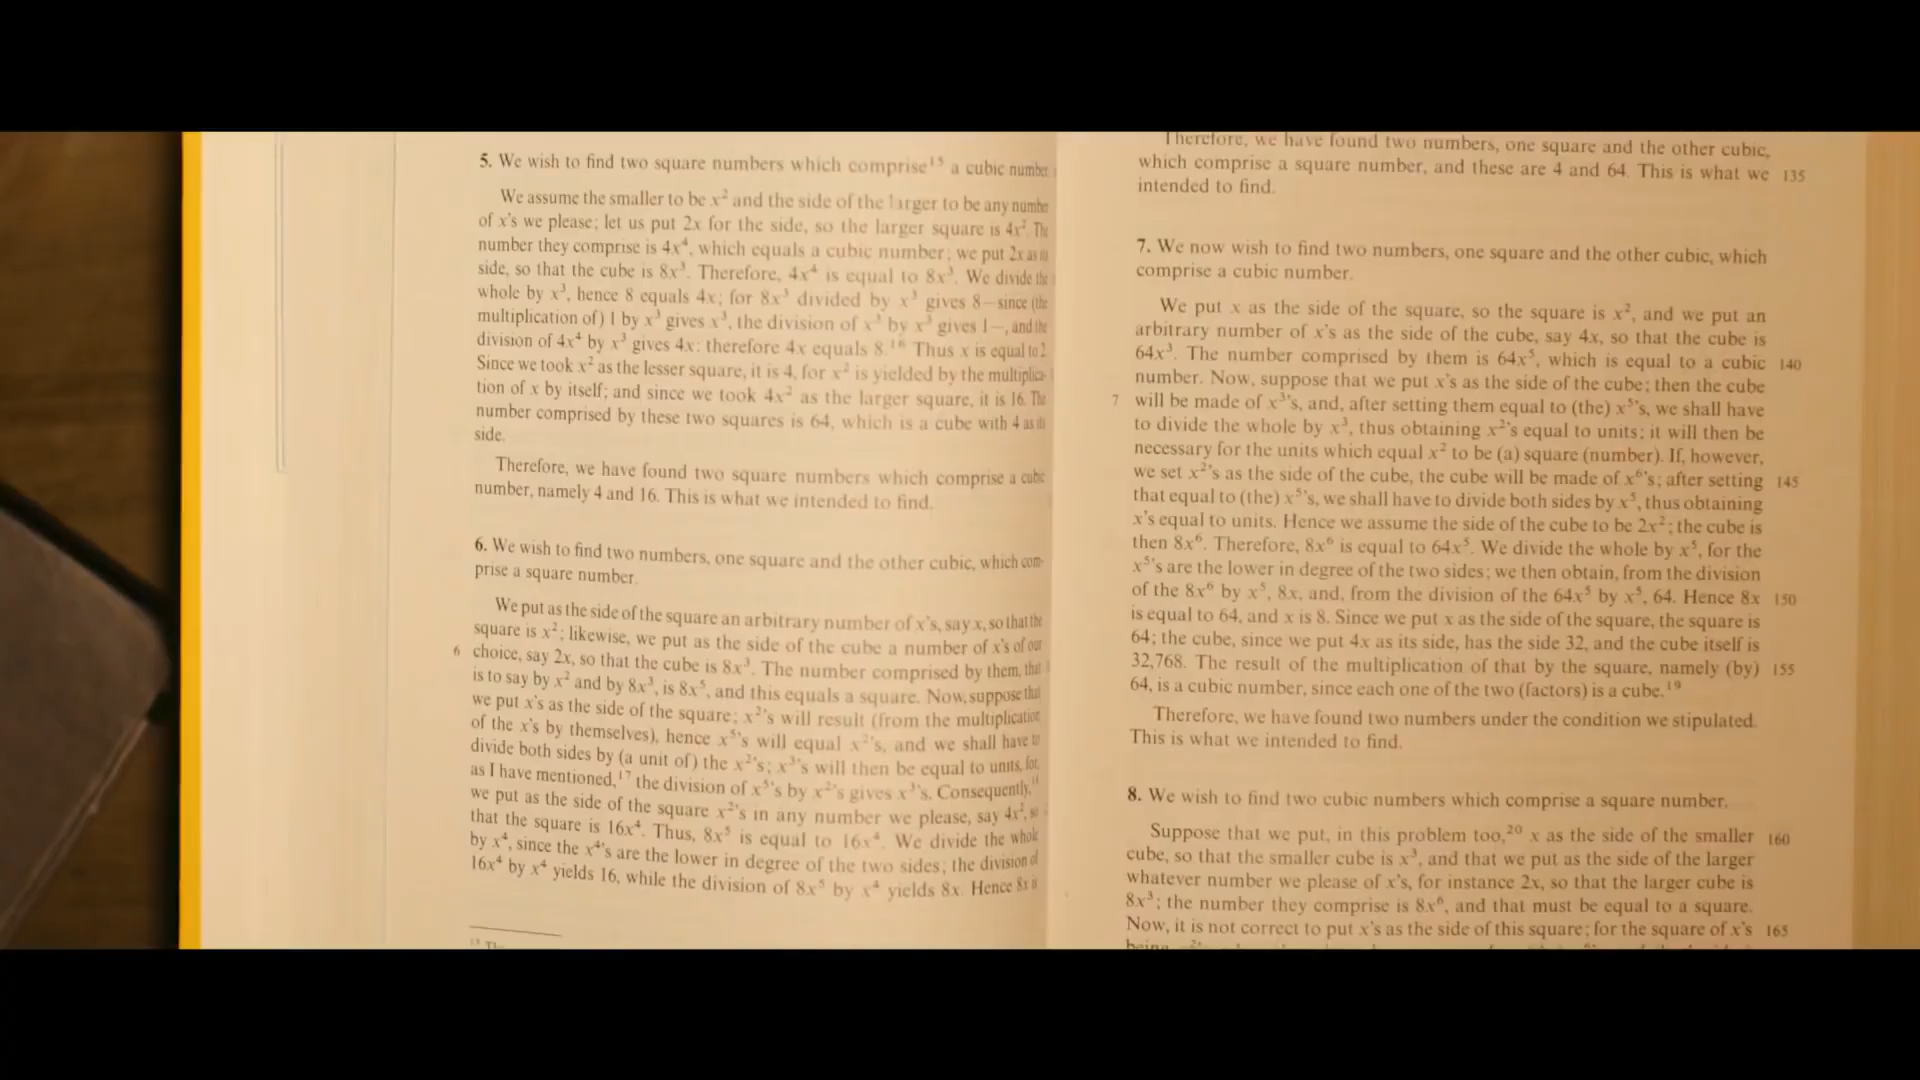 5. We wish to find two square numbers which comprise¹⁵ a cubic number.
We assume the smaller to be x² and the side of the larger to be any number
of x's we please; let us put 2x for the side, so the larger square is 4x². The
number they comprise is 4x⁴, which equals a cubic number; we put 2x as its
side, so that the cube is 8x³. Therefore, 4x⁴ is equal to 8x³. We divide the
whole by x³, hence 8 equals 4x; for 8x³ divided by x³ gives 8—since (the
multiplication of) 1 by x³ gives x³, the division of x³ by x³ gives 1—, and the
division of 4x⁴ by x³ gives 4x: therefore 4x equals 8.¹⁶ Thus x is equal to 2.
Since we took x² as the lesser square, it is 4, for x² is yielded by the multiplica-
tion of x by itself; and since we took 4x² as the larger square, it is 16. The
number comprised by these two squares is 64, which is a cube with 4 as its
side.
Therefore, we have found two square numbers which comprise a cubic
number, namely 4 and 16. This is what we intended to find.
6. We wish to find two numbers, one square and the other cubic, which com-
prise a square number.
We put as the side of the square an arbitrary number of x's, say x, so that the
square is x²; likewise, we put as the side of the cube a number of x's of our
6 choice, say 2x, so that the cube is 8x³. The number comprised by them, that
is to say by x² and by 8x³, is 8x⁵, and this equals a square. Now, suppose that
we put x's as the side of the square; x²'s will result (from the multiplication
of the x's by themselves), hence x⁵'s will equal x²'s, and we shall have to
divide both sides by (a unit of) the x²'s; x³'s will then be equal to units, for,
as I have mentioned,¹⁷ the division of x⁵'s by x²'s gives x³'s. Consequently,¹⁸
we put as the side of the square x²'s in any number we please, say 4x², so
that the square is 16x⁴. Thus, 8x⁵ is equal to 16x⁴. We divide the whole
by x⁴, since the x⁴'s are the lower in degree of the two sides; the division of
16x⁴ by x⁴ yields 16, while the division of 8x⁵ by x⁴ yields 8x. Hence 8x is
Therefore, we have found two numbers, one square and the other cubic,
which comprise a square number, and these are 4 and 64. This is what we 135
intended to find.
7. We now wish to find two numbers, one square and the other cubic, which
comprise a cubic number.
We put x as the side of the square, so the square is x², and we put an
arbitrary number of x's as the side of the cube, say 4x, so that the cube is
64x³. The number comprised by them is 64x⁵, which is equal to a cubic 140
number. Now, suppose that we put x's as the side of the cube; then the cube
7 will be made of x³'s, and, after setting them equal to (the) x⁵'s, we shall have
to divide the whole by x³, thus obtaining x²'s equal to units; it will then be
necessary for the units which equal x² to be (a) square (number). If, however,
we set x²'s as the side of the cube, the cube will be made of x⁶'s; after setting 145
that equal to (the) x⁵'s, we shall have to divide both sides by x⁵, thus obtaining
x's equal to units. Hence we assume the side of the cube to be 2x²; the cube is
then 8x⁶. Therefore, 8x⁶ is equal to 64x⁵. We divide the whole by x⁵, for the
x⁵'s are the lower in degree of the two sides; we then obtain, from the division
of the 8x⁶ by x⁵, 8x, and, from the division of the 64x⁵ by x⁵, 64. Hence 8x 150
is equal to 64, and x is 8. Since we put x as the side of the square, the square is
64; the cube, since we put 4x as its side, has the side 32, and the cube itself is
32,768. The result of the multiplication of that by the square, namely (by) 155
64, is a cubic number, since each one of the two (factors) is a cube.¹⁹
Therefore, we have found two numbers under the condition we stipulated.
This is what we intended to find.
8. We wish to find two cubic numbers which comprise a square number.
Suppose that we put, in this problem too,²⁰ x as the side of the smaller 160
cube, so that the smaller cube is x³, and that we put as the side of the larger
whatever number we please of x's, for instance 2x, so that the larger cube is
8x³; the number they comprise is 8x⁶, and that must be equal to a square.
Now, it is not correct to put x's as the side of this square; for the square of x's 165
being